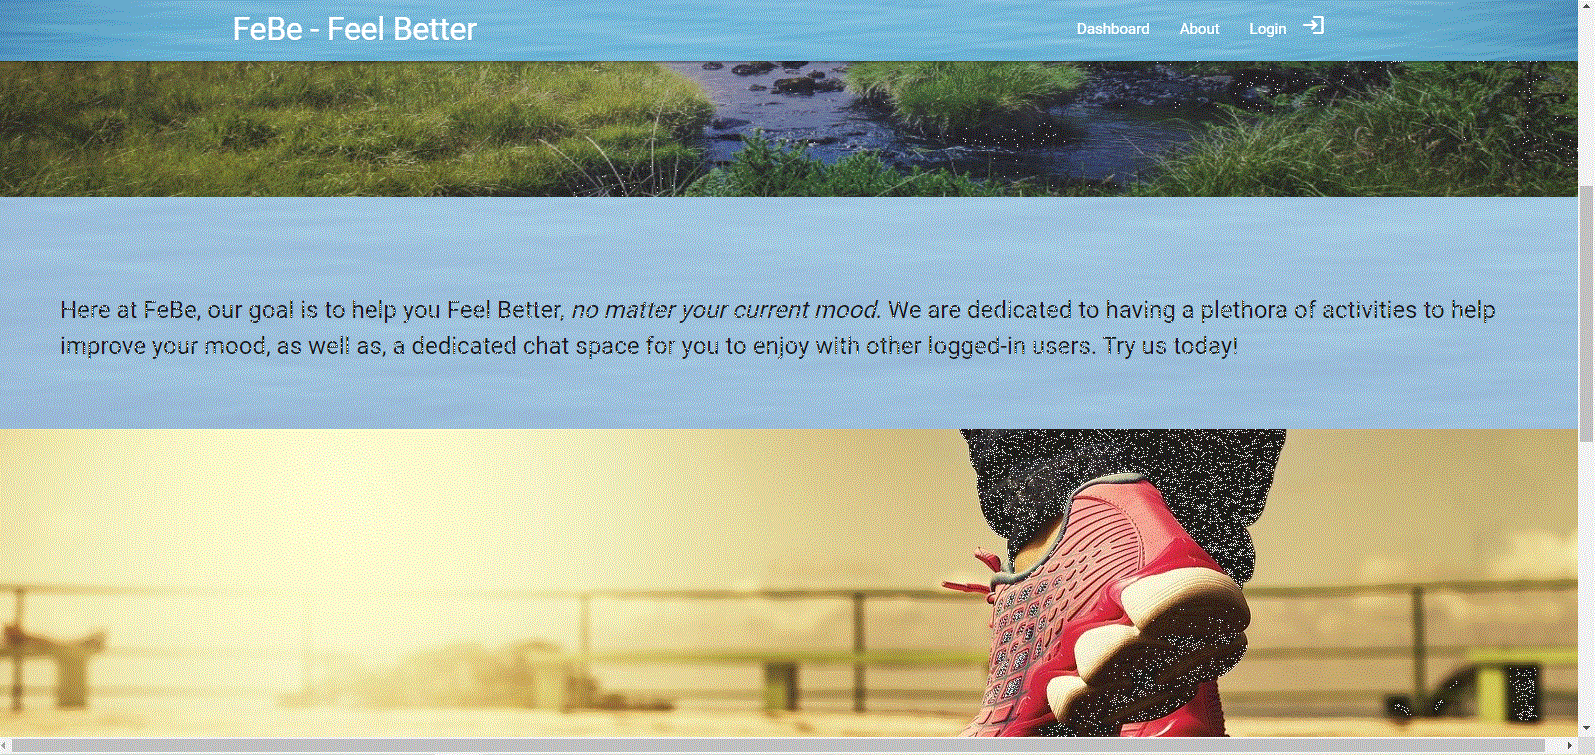 FeBe - Feel Better
Dashboard About Login
Here at FeBe, our goal is to help you Feel Better, no matter your current mood. We are dedicated to having a plethora of activities to help
improve your mood, as well as, a dedicated chat space for you to enjoy with other logged-in users. Try us today!